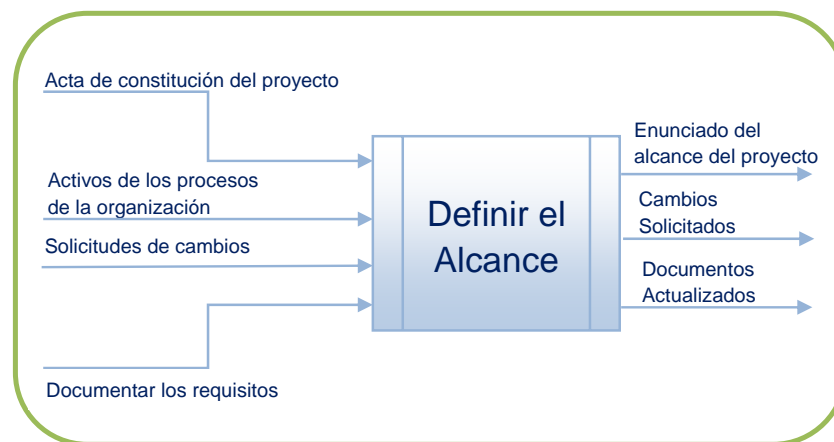 Acta de constitución del proyecto
Activos de los procesos
de la organización
Solicitudes de cambios
Documentar los requisitos
Definir el
Alcance
Enunciado del
alcance del proyecto
Cambios
Solicitados
Documentos
Actualizados